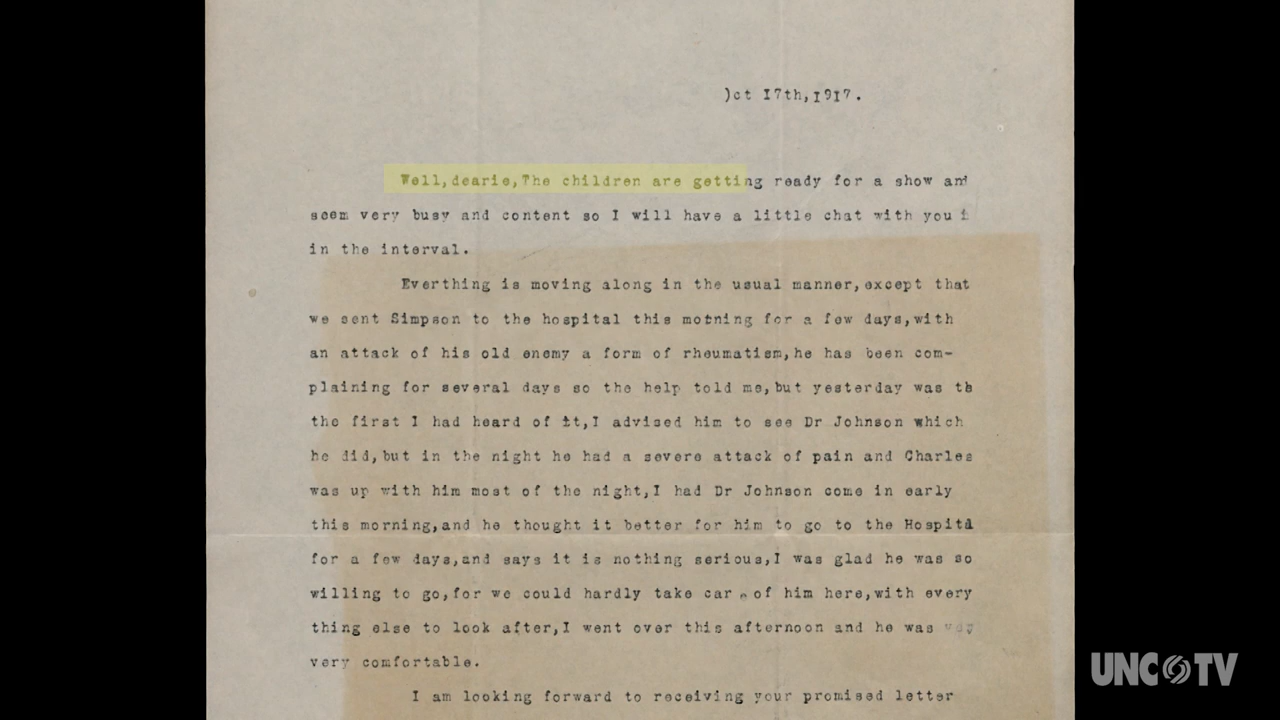 Oct 17th,1917.
Well,dearie,The children are getting ready for a show and
seem very busy and content so I will have a little chat with you i
in the interval.
Everthing is moving along in the usual manner,except that
we sent Simpson to the hospital this morning for a few days,with
an attack of his old enemy a form of rheumatism,he has been com-
plaining for several days so the help told me,but yesterday was th
the first I had heard of it,I advised him to see Dr Johnson which
he did,but in the night he had a severe attack of pain and Charles
was up with him most of the night,I had Dr Johnson come in early
this morning,and he thought it better for him to go to the Hospital
for a few days,and says it is nothing serious,I was glad he was so
willing to go,for we could hardly take care of him here,with every
thing else to look after,I went over this afternoon and he was very
very comfortable.
I am looking forward to receiving your promised letter
UNC TV